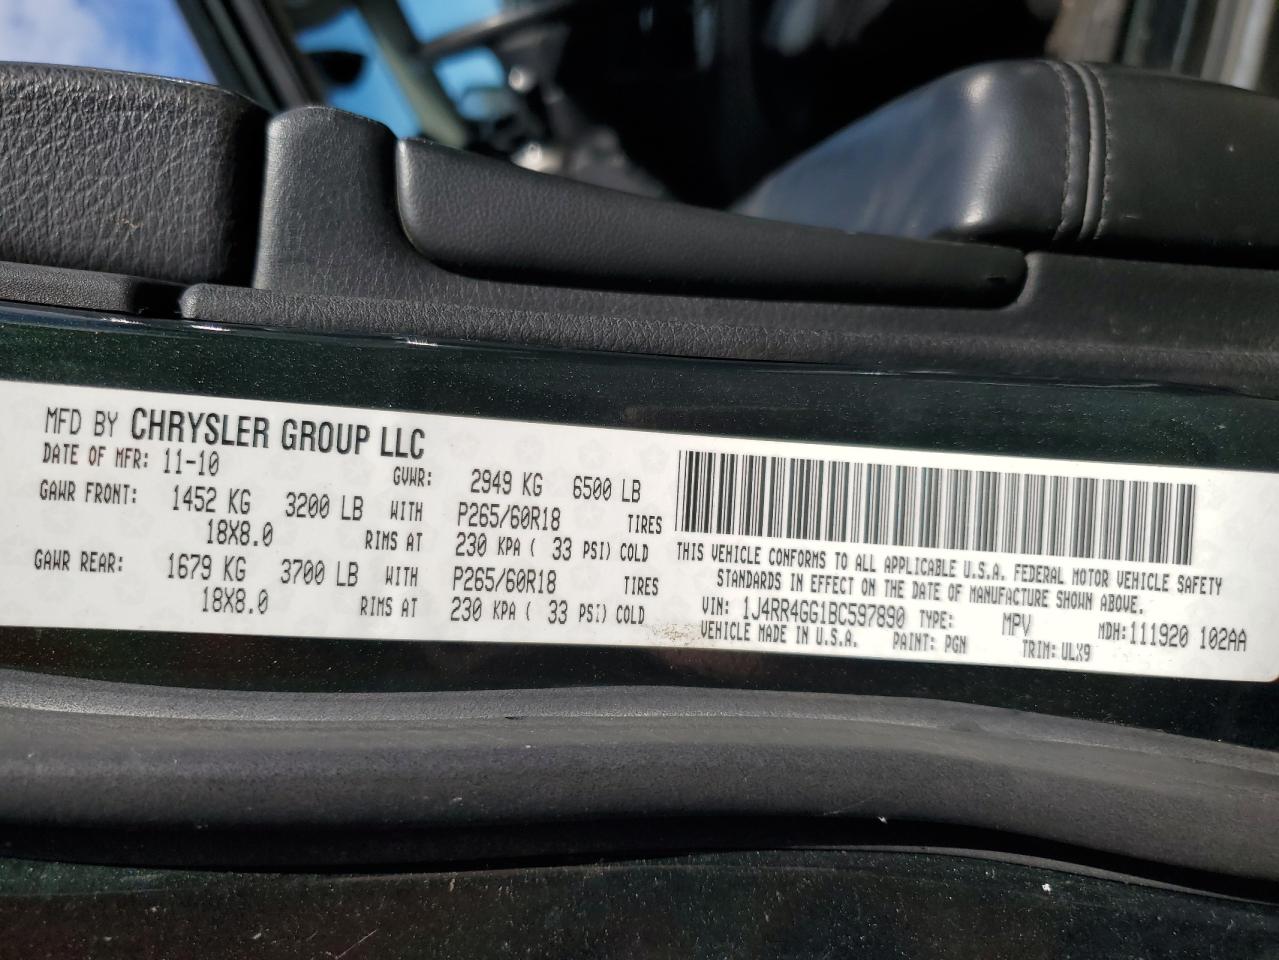 MFD BY CHRYSLER GROUP LLC
DATE OF MFR: 11-10 GVWR: 2949 KG 6500 LB
GAWR FRONT: 1452 KG 3200 LB WITH P265/60R18 TIRES
18X8.0 RIMS AT 230 KPA ( 33 PSI) COLD
GAWR REAR: 1679 KG 3700 LB WITH P265/60R18 TIRES
18X8.0 RIMS AT 230 KPA ( 33 PSI) COLD
THIS VEHICLE CONFORMS TO ALL APPLICABLE U.S.A. FEDERAL MOTOR VEHICLE SAFETY
STANDARDS IN EFFECT ON THE DATE OF MANUFACTURE SHOWN ABOVE.
VIN: 1J4RR4GG1BC597890 TYPE: MPV MDH: 111920 102AA
VEHICLE MADE IN U.S.A. PAINT: PGN TRIM: ULX9